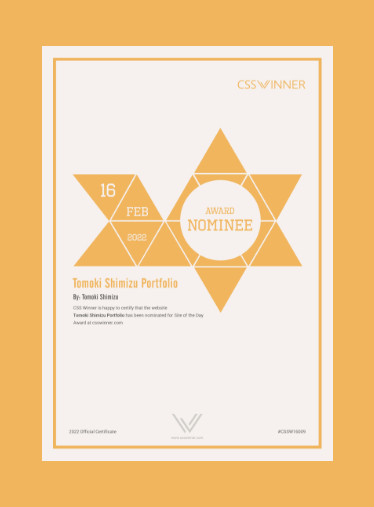 CSSWINNER
16
FEB
2022
AWARD
NOMINEE
Tomoki Shimizu Portfolio
By: Tomoki Shimizu
CSS Winner is happy to certify that the website
Tomoki Shimizu Portfolio has been nominated for Site of the Day
Award at csswinner.com
2022 Official Certificate